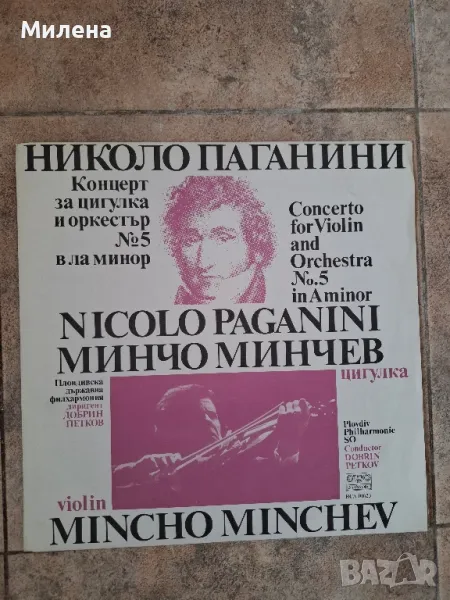 Милена
НИКОЛО ПАГАНИНИ
Концерт
за цигулка
и оркестър
№5
в ла минор
Concerto
for Violin
and
Orchestra
No.5
in A minor
NICOLO PAGANINI
МИНЧО МИНЧЕВ
цигулка
Пловдивска
държавна
филхармония
диригент
ДОБРИН
ПЕТКОВ
Plovdiv
Philharmonic
SO
Conductor
DOBRIN
PETKOV
violin
MINCHO MINCHEV
BAZAR